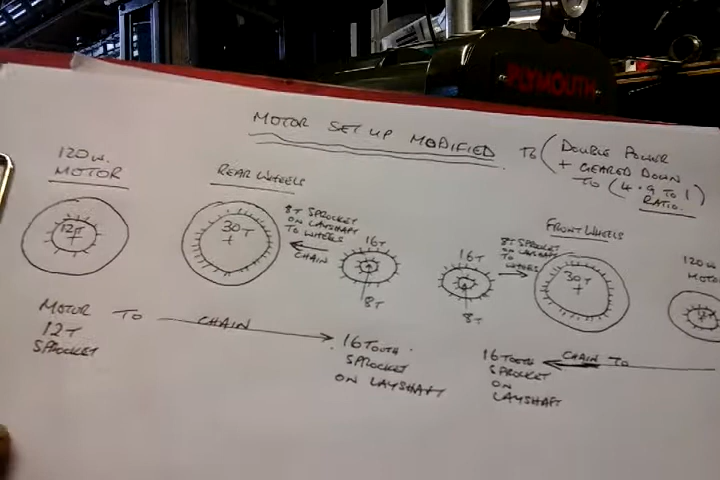 PLYMOUTH
MOTOR SET UP MODIFIED TO (DOUBLE POWER
+ GEARED DOWN
TO (4.9 TO 1)
RATIO.
120W.
MOTOR
12T
REAR WHEELS
30T
+
8T SPROCKET
ON LAYSHAFT
TO WHEELS
CHAIN
16T
8T
16T
8T
8T SPROCKET
ON LAYSHAFT
TO
WHEELS
FRONT WHEELS
30T
+
120W
MOTO
MOTOR TO CHAIN
12T
SPROCKET
16 TOOTH
SPROCKET
ON LAYSHAFT
16 TOOTH
SPROCKET
ON
LAYSHAFT
CHAIN TO